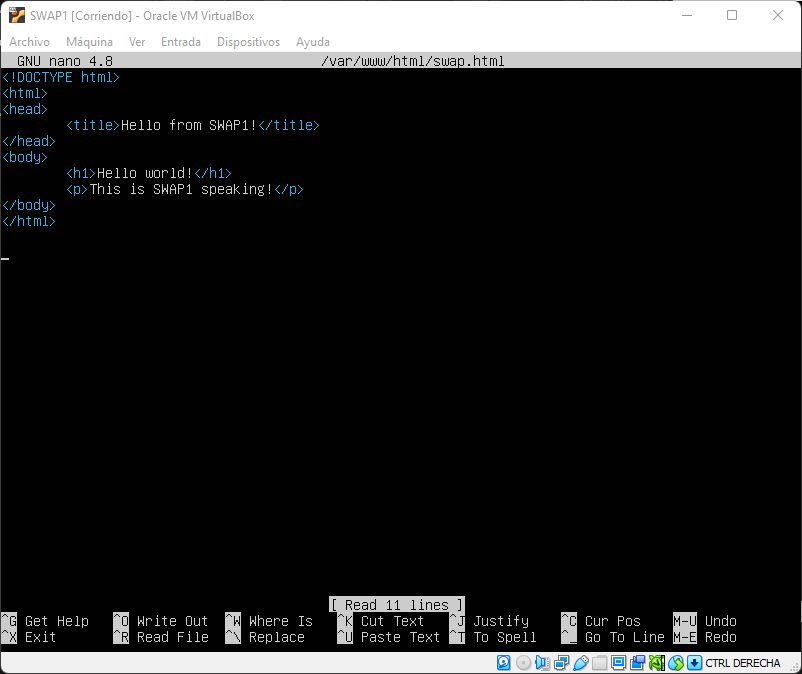 SWAP1 [Corriendo] - Oracle VM VirtualBox
Archivo Máquina Ver Entrada Dispositivos Ayuda
GNU nano 4.8 /var/www/html/swap.html
<!DOCTYPE html>
<html>
<head>
<title>Hello from SWAP1!</title>
</head>
<body>
<h1>Hello world!</h1>
<p>This is SWAP1 speaking!</p>
</body>
</html>
[ Read 11 lines ]
^G Get Help ^O Write Out ^W Where Is ^K Cut Text ^J Justify ^C Cur Pos M-U Undo
^X Exit ^R Read File ^\ Replace ^U Paste Text ^T To Spell ^_ Go To Line M-E Redo
CTRL DERECHA